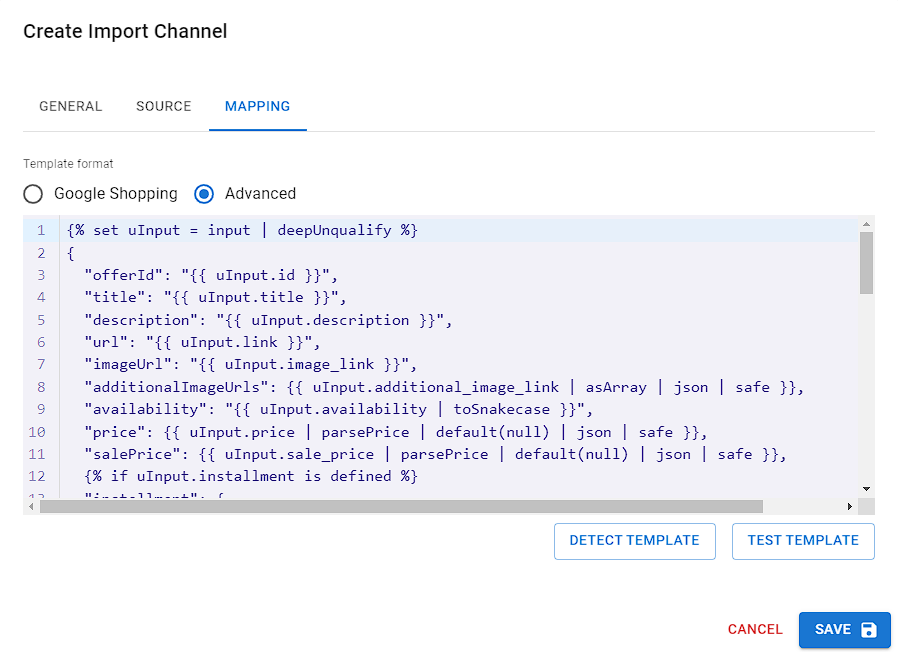 Create Import Channel
GENERAL SOURCE MAPPING
Template format
Google Shopping Advanced
1 {% set uInput = input | deepUnqualify %}
2 {
3 "offerId": "{{ uInput.id }}",
4 "title": "{{ uInput.title }}",
5 "description": "{{ uInput.description }}",
6 "url": "{{ uInput.link }}",
7 "imageUrl": "{{ uInput.image_link }}",
8 "additionalImageUrls": {{ uInput.additional_image_link | asArray | json | safe }},
9 "availability": "{{ uInput.availability | toSnakecase }}",
10 "price": {{ uInput.price | parsePrice | default(null) | json | safe }},
11 "salePrice": {{ uInput.sale_price | parsePrice | default(null) | json | safe }},
12 {% if uInput.installment is defined %}
13 "installment": {
DETECT TEMPLATE TEST TEMPLATE
CANCEL SAVE